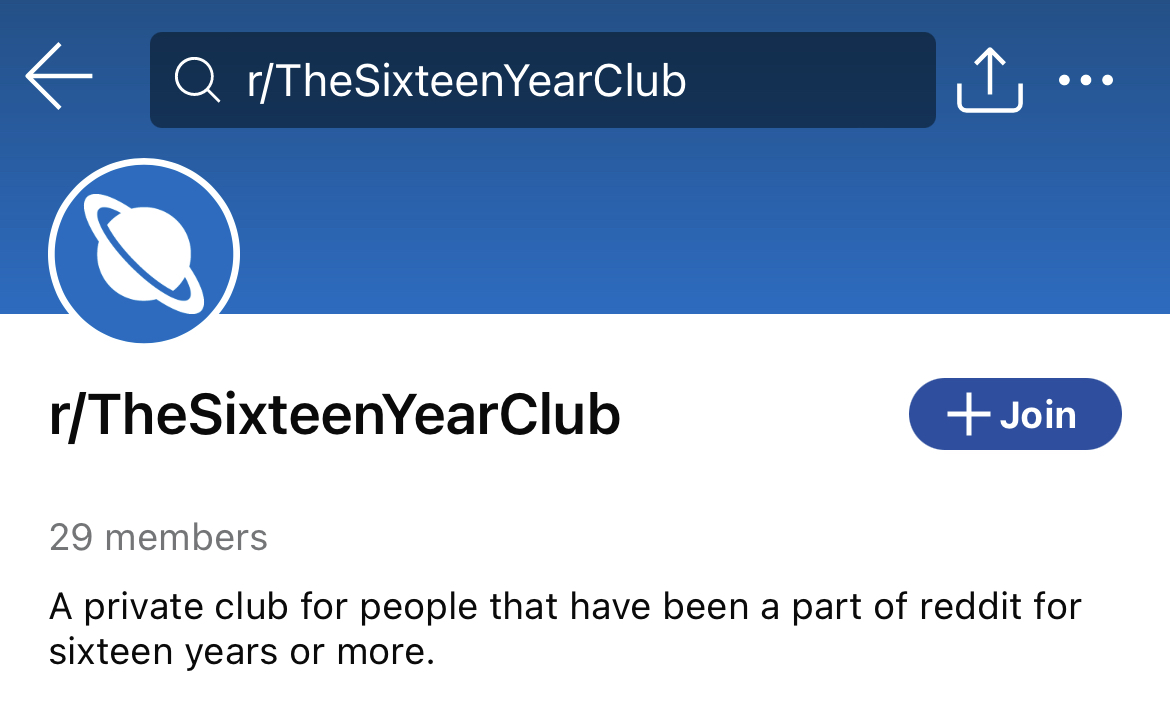 r/TheSixteenYearClub
r/TheSixteenYearClub
Join
29 members
A private club for people that have been a part of reddit for
sixteen years or more.